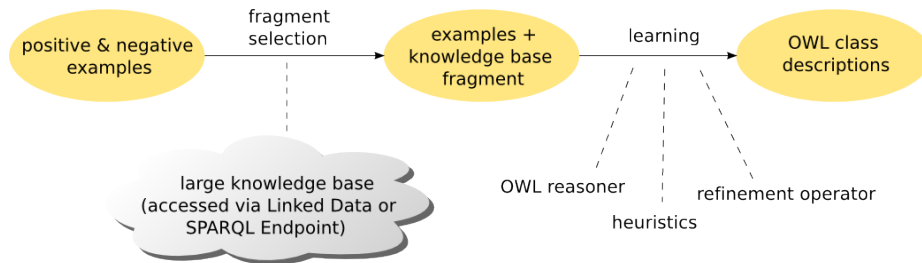 positive & negative
examples
fragment
selection
examples +
knowledge base
fragment
learning
OWL class
descriptions
large knowledge base
(accessed via Linked Data or
SPARQL Endpoint)
OWL reasoner
heuristics
refinement operator